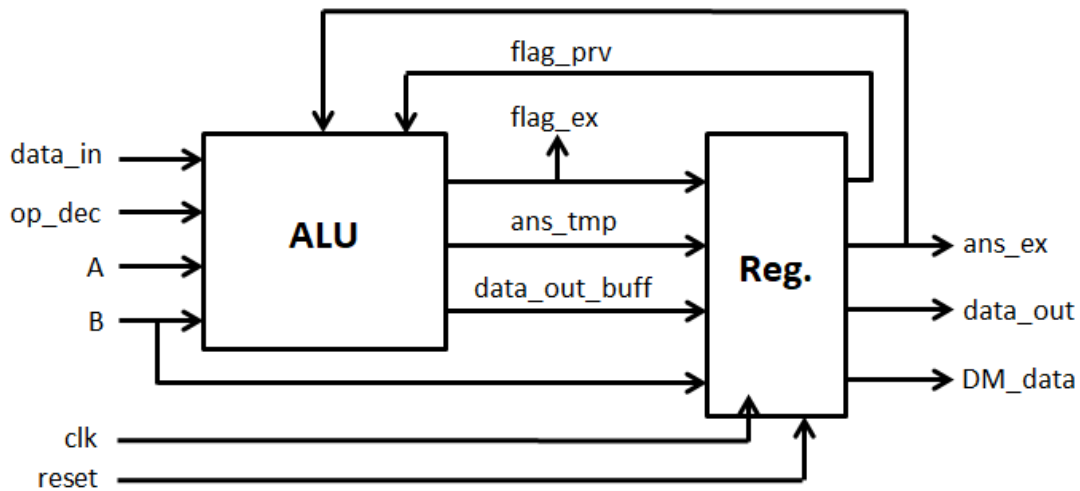 flag_prv
flag_ex
data_in
op_dec
ALU
ans_tmp
A
Reg.
ans_ex
data_out_buff
B
data_out
DM_data
clk
reset